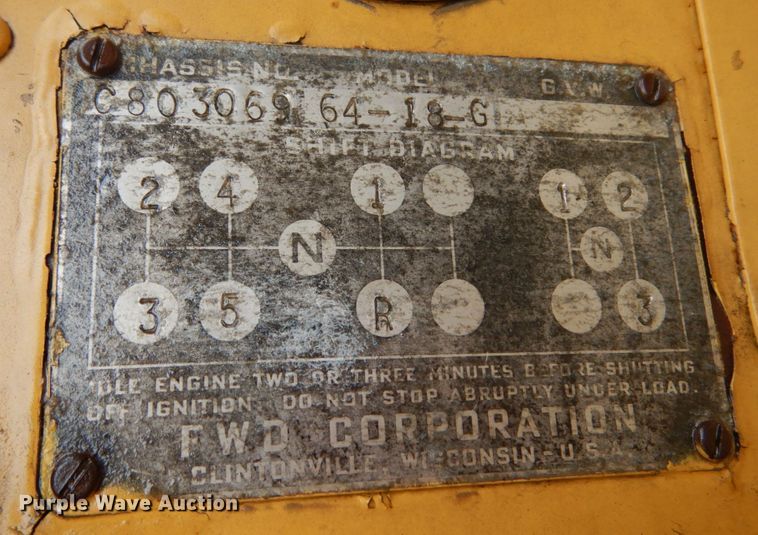 CHASSIS NO. MODEL G.V.W
C803069 64-18-G
SHIFT DIAGRAM
2 4 1 1 2
N N
3 5 R 3
IDLE ENGINE TWO OR THREE MINUTES BEFORE SHUTTING
OFF IGNITION. DO NOT STOP ABRUPTLY UNDER LOAD.
FWD CORPORATION
CLINTONVILLE, WISCONSIN-U.S.A.
Purple Wave Auction